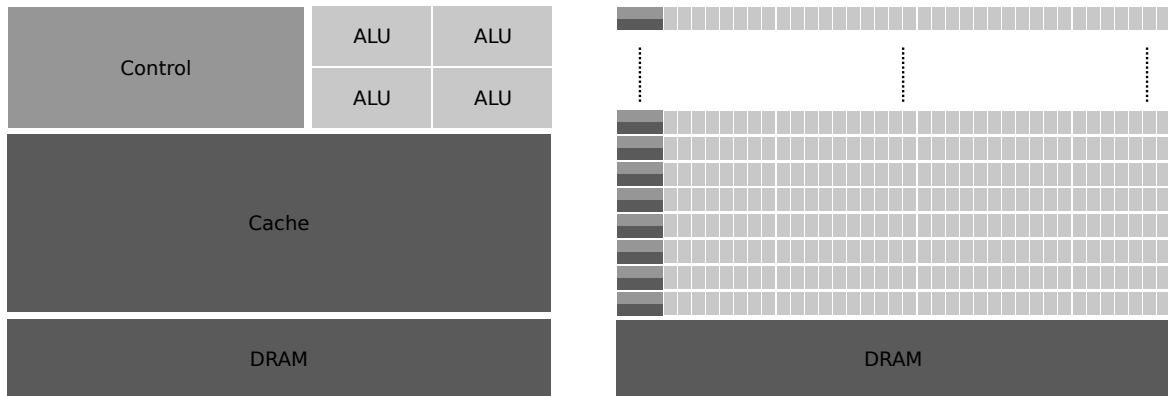 ALU ALU
Control
ALU ALU
Cache
DRAM DRAM